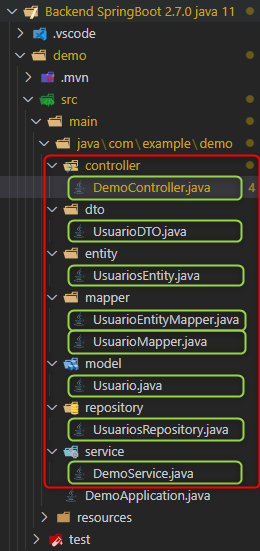 Backend SpringBoot 2.7.0 java 11
.vscode
demo
.mvn
src
main
java\com\example\demo
controller
DemoController.java 4
dto
UsuarioDTO.java
entity
UsuariosEntity.java
mapper
UsuarioEntityMapper.java
UsuarioMapper.java
model
Usuario.java
repository
UsuariosRepository.java
service
DemoService.java
DemoApplication.java
resources
test